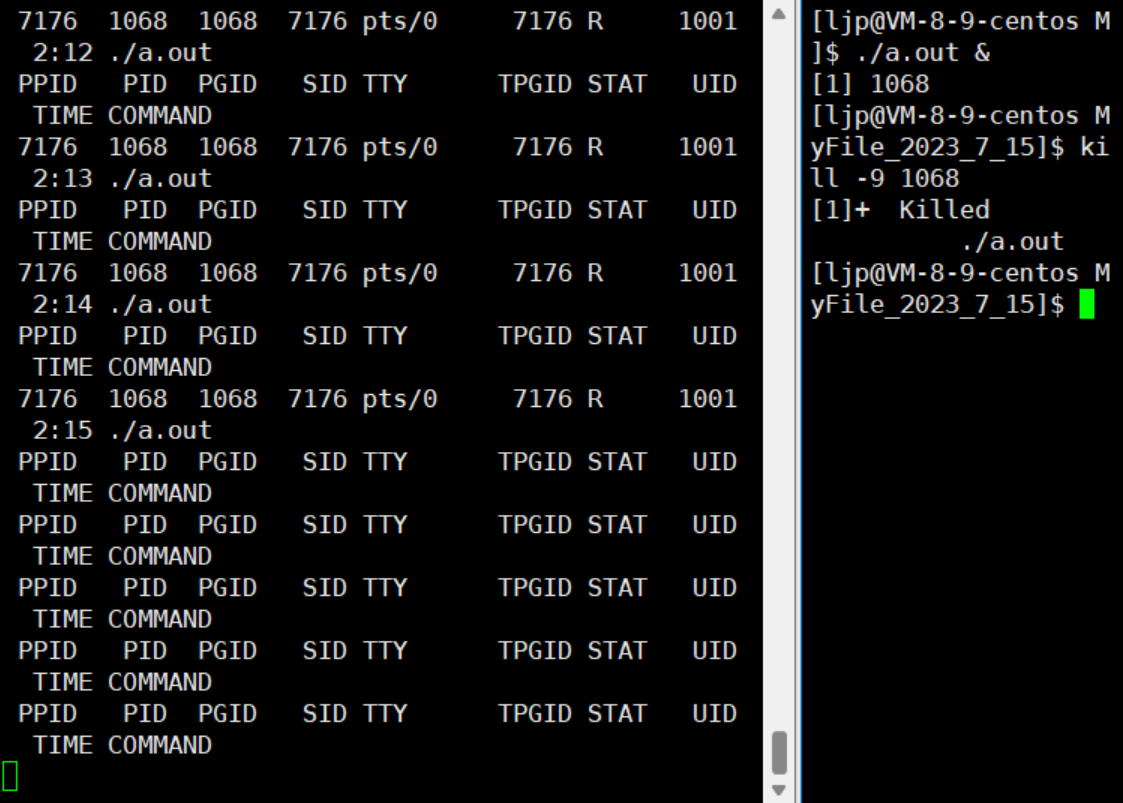 7176  1068  1068  7176 pts/0     7176 R     1001
2:12 ./a.out
PPID   PID  PGID   SID TTY      TPGID STAT   UID
TIME COMMAND
7176  1068  1068  7176 pts/0     7176 R     1001
2:13 ./a.out
PPID   PID  PGID   SID TTY      TPGID STAT   UID
TIME COMMAND
7176  1068  1068  7176 pts/0     7176 R     1001
2:14 ./a.out
PPID   PID  PGID   SID TTY      TPGID STAT   UID
TIME COMMAND
7176  1068  1068  7176 pts/0     7176 R     1001
2:15 ./a.out
PPID   PID  PGID   SID TTY      TPGID STAT   UID
TIME COMMAND
PPID   PID  PGID   SID TTY      TPGID STAT   UID
TIME COMMAND
PPID   PID  PGID   SID TTY      TPGID STAT   UID
TIME COMMAND
PPID   PID  PGID   SID TTY      TPGID STAT   UID
TIME COMMAND
PPID   PID  PGID   SID TTY      TPGID STAT   UID
TIME COMMAND
[ljp@VM-8-9-centos M
]$ ./a.out &
[1] 1068
[ljp@VM-8-9-centos M
yFile_2023_7_15]$ ki
ll -9 1068
[1]+  Killed
./a.out
[ljp@VM-8-9-centos M
yFile_2023_7_15]$